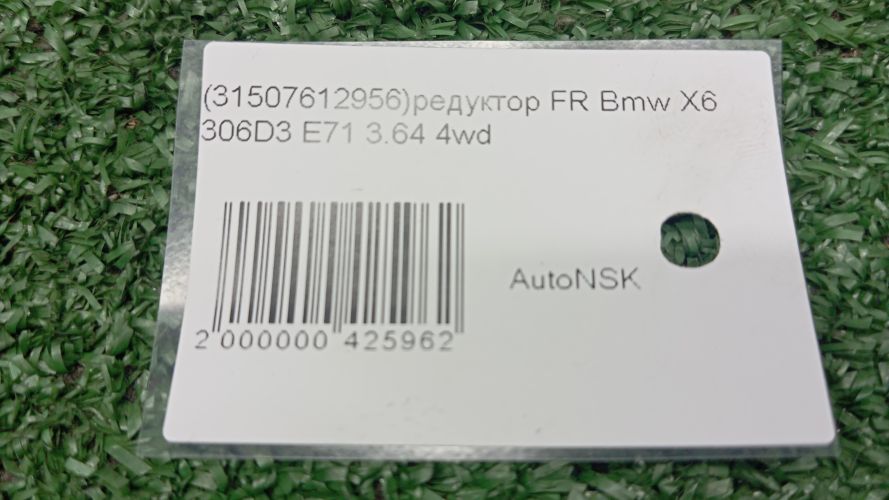 (31507612956)редуктор FR Bmw X6
306D3 E71 3.64 4wd
AutoNSK
2 000000 425962